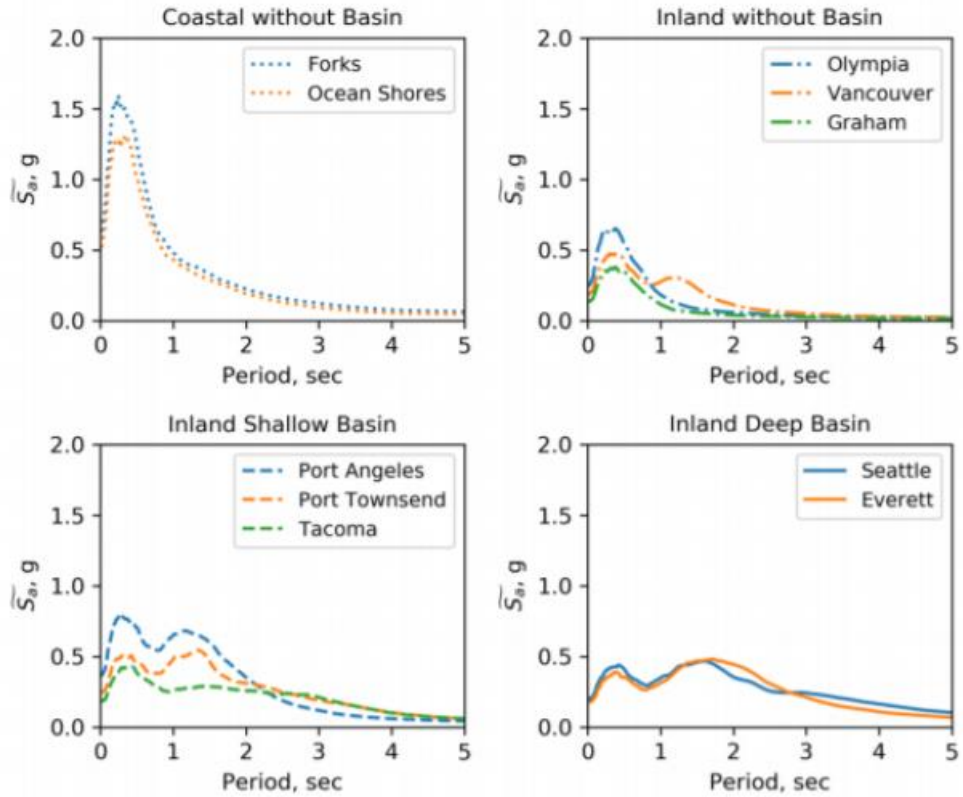 Coastal without Basin
2.0
1.5
1.0
0.5
0.0
S̃a, g
Forks
Ocean Shores
0 1 2 3 4 5
Period, sec
Inland without Basin
2.0
1.5
1.0
0.5
0.0
S̃a, g
Olympia
Vancouver
Graham
0 1 2 3 4 5
Period, sec
Inland Shallow Basin
2.0
1.5
1.0
0.5
0.0
S̃a, g
Port Angeles
Port Townsend
Tacoma
0 1 2 3 4 5
Period, sec
Inland Deep Basin
2.0
1.5
1.0
0.5
0.0
S̃a, g
Seattle
Everett
0 1 2 3 4 5
Period, sec